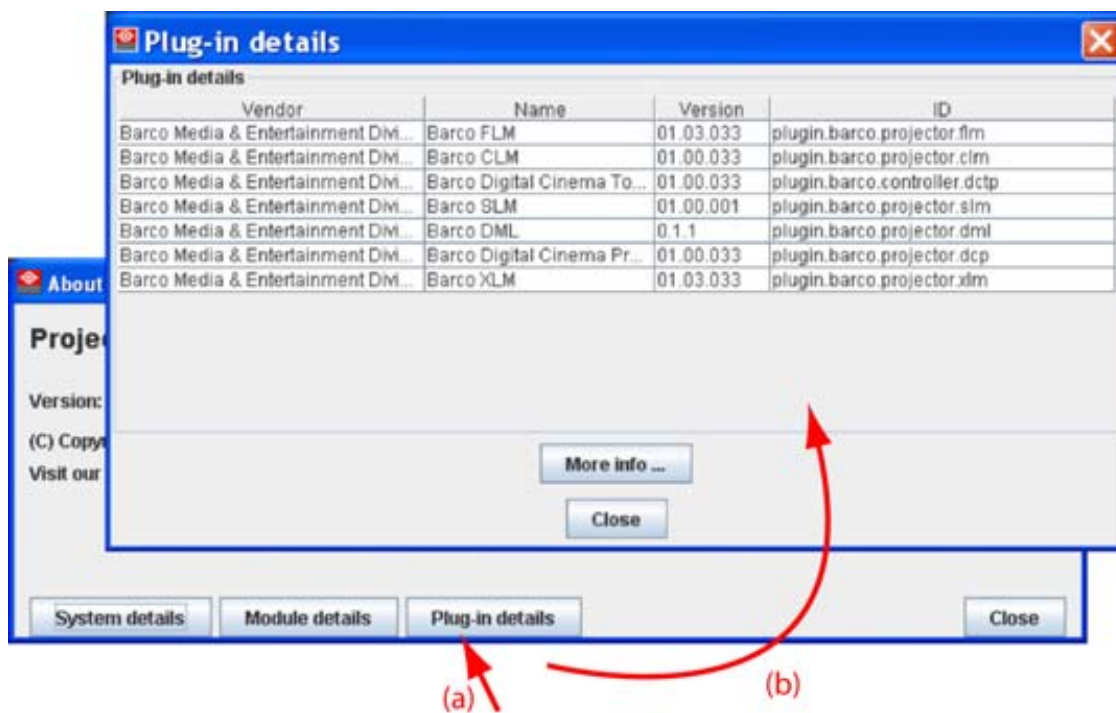 Plug-in details
Plug-in details
Vendor Name Version ID
Barco Media & Entertainment Divi... Barco FLM 01.03.033 plugin.barco.projector.flm
Barco Media & Entertainment Divi... Barco CLM 01.00.033 plugin.barco.projector.clm
Barco Media & Entertainment Divi... Barco Digital Cinema To... 01.00.033 plugin.barco.controller.dctp
Barco Media & Entertainment Divi... Barco SLM 01.00.001 plugin.barco.projector.slm
Barco Media & Entertainment Divi... Barco DML 0.1.1 plugin.barco.projector.dml
Barco Media & Entertainment Divi... Barco Digital Cinema Pr... 01.00.033 plugin.barco.projector.dcp
Barco Media & Entertainment Divi... Barco XLM 01.03.033 plugin.barco.projector.xlm
About
Proje
Version:
(C) Copy
Visit our
More info ...
Close
System details Module details Plug-in details Close
(a) (b)